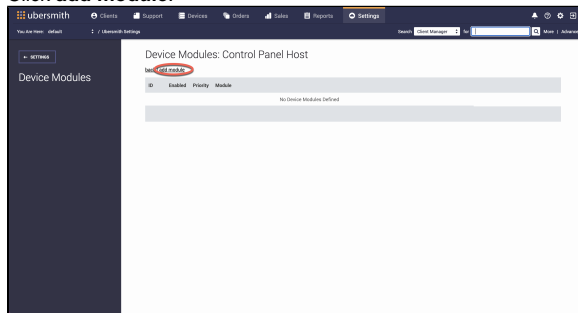 Click add module.
ubersmith Clients Support Devices Orders Sales Reports Settings
You Are Here: default / Ubersmith Settings Search Client Manager for More | Advanced
← SETTINGS
Device Modules
Device Modules: Control Panel Host
add module
ID Enabled Priority Module
No Device Modules Defined